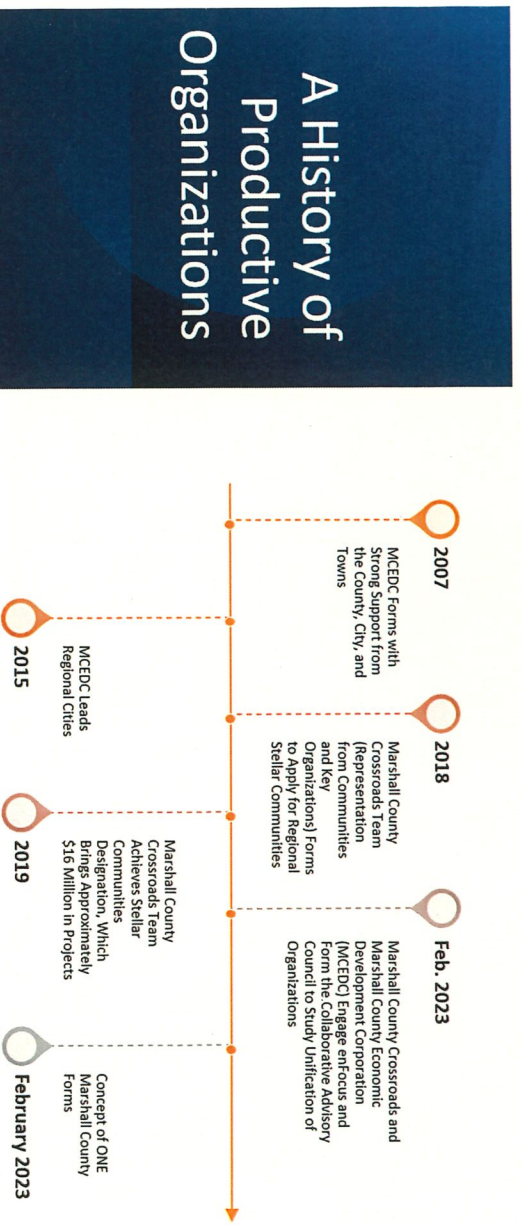 A History of
Productive
Organizations
2007
MCEDC Forms with
Strong Support from
the County, City, and
Towns
2015
MCEDC Leads
Regional Cities
2018
Marshall County
Crossroads Team
(Representation
from Communities
and Key
Organizations) Forms
to Apply for Regional
Stellar Communities
2019
Marshall County
Crossroads Team
Achieves Stellar
Communities
Designation, Which
Brings Approximately
$16 Million in Projects
Feb. 2023
Marshall County Crossroads and
Marshall County Economic
Development Corporation
(MCEDC) Engage enFocus and
Form the Collaborative Advisory
Council to Study Unification of
Organizations
February 2023
Concept of ONE
Marshall County
Forms